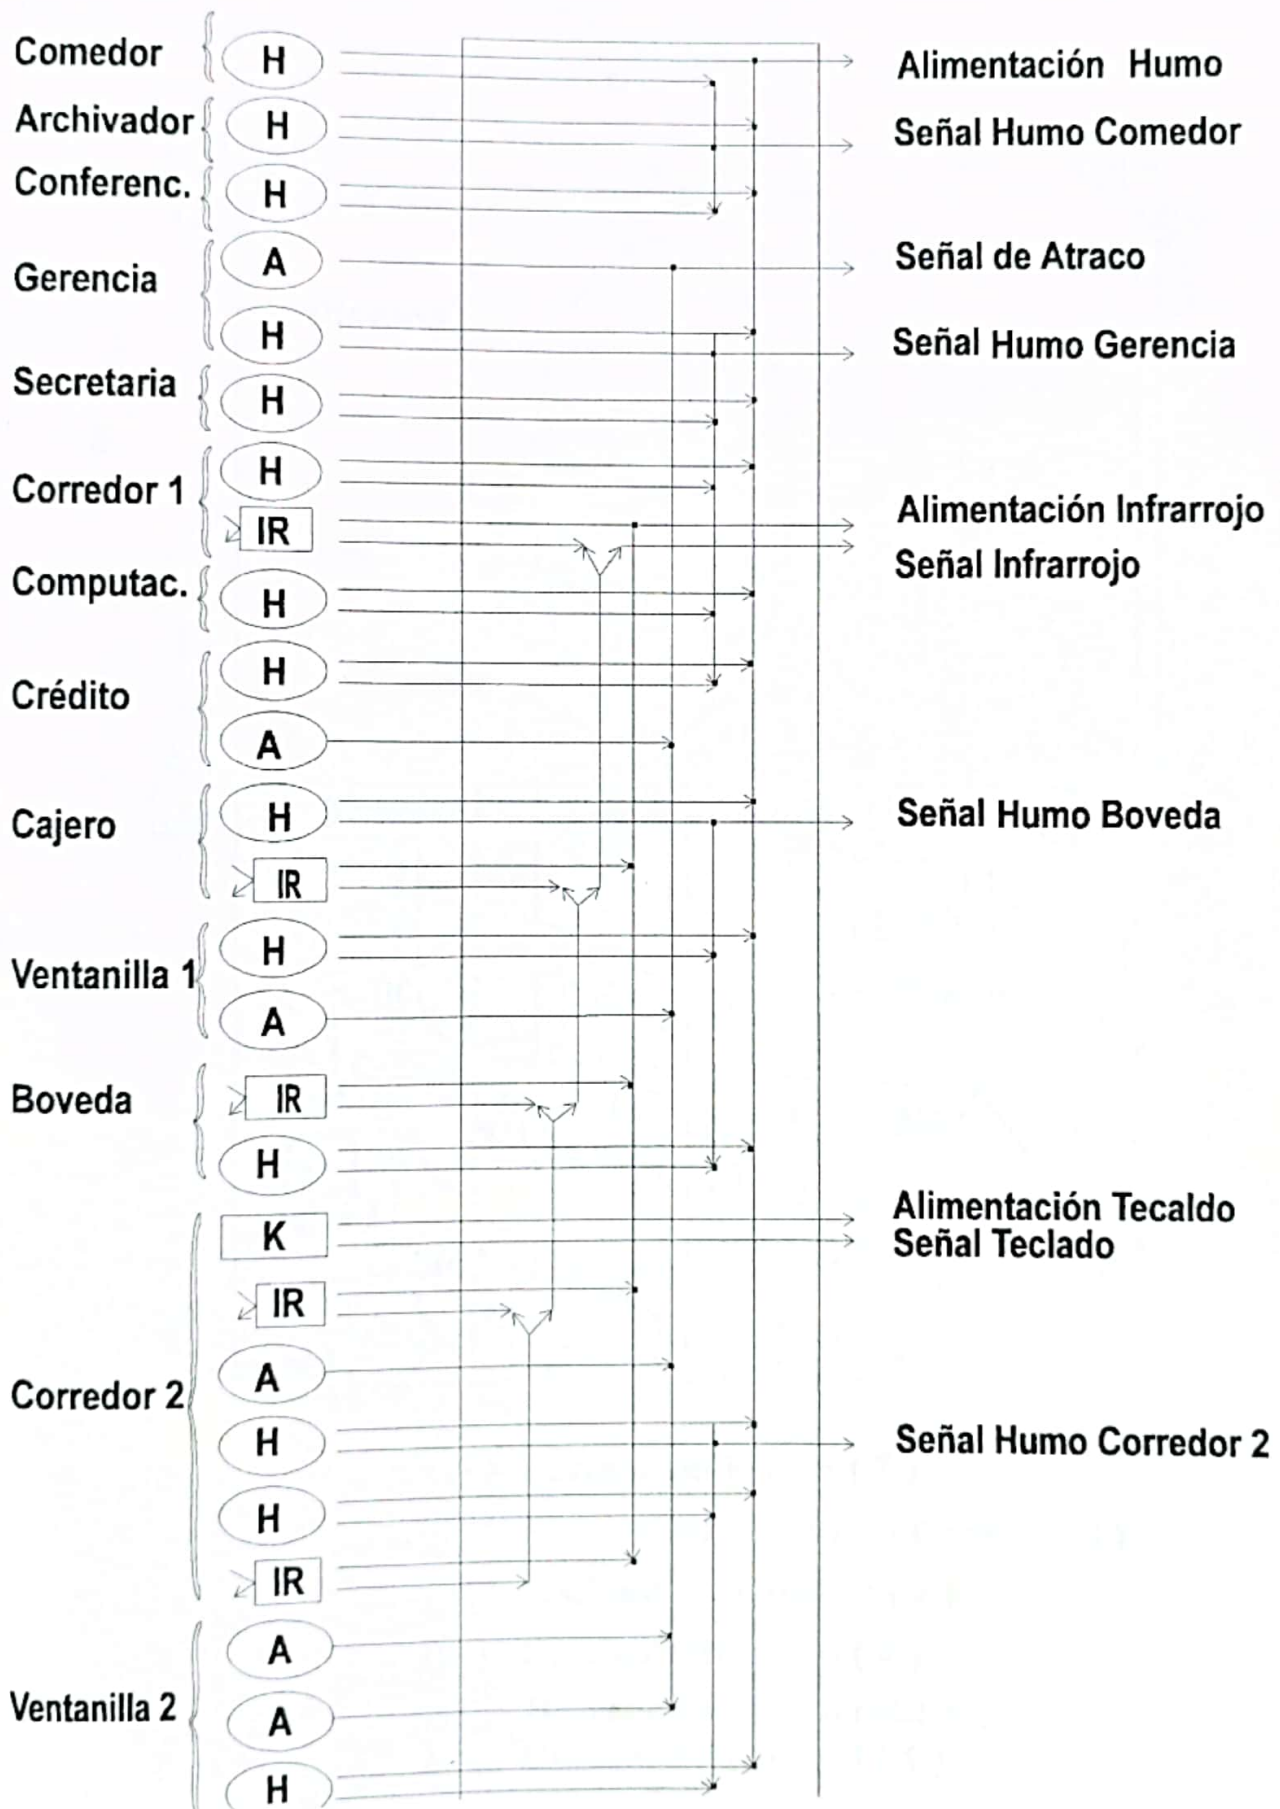 Comedor H Alimentación Humo
Archivador H Señal Humo Comedor
Conferenc. H
Gerencia A Señal de Atraco
H Señal Humo Gerencia
Secretaria H
Corredor 1 H
IR Alimentación Infrarrojo
Señal Infrarrojo
Computac. H
Crédito H
A
Cajero H Señal Humo Boveda
IR
Ventanilla 1 H
A
Boveda IR
H
K Alimentación Tecaldo
Señal Teclado
IR
Corredor 2 A
H Señal Humo Corredor 2
H
IR
A
Ventanilla 2 A
H